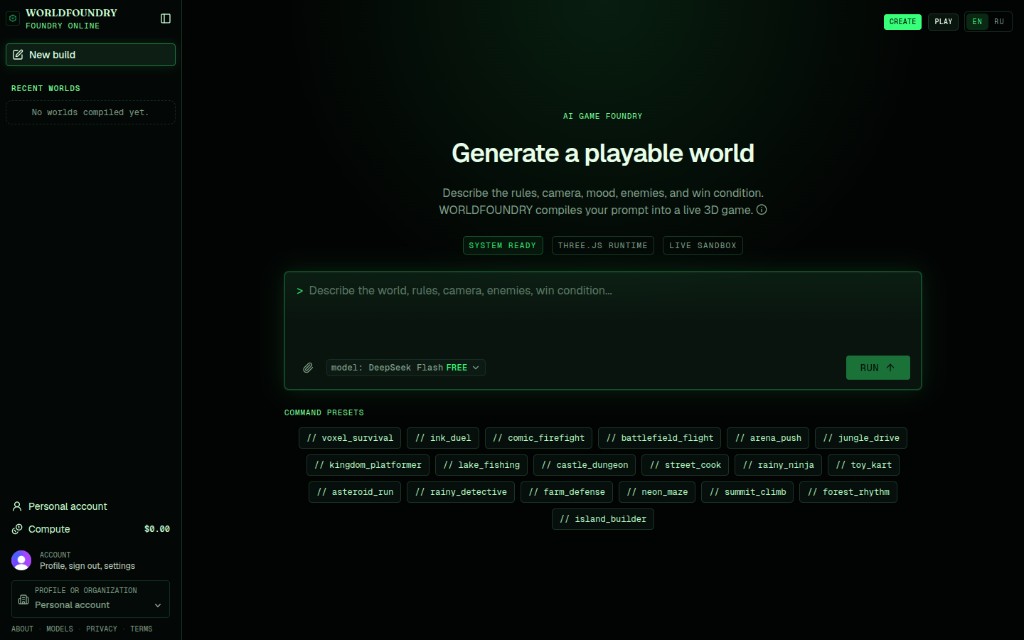 WORLDFOUNDRY
FOUNDRY ONLINE
New build
RECENT WORLDS
No worlds compiled yet.
Personal account
Compute $0.00
ACCOUNT
Profile, sign out, settings
PROFILE OR ORGANIZATION
Personal account
ABOUT · MODELS · PRIVACY · TERMS
CREATE PLAY EN RU
AI GAME FOUNDRY
Generate a playable world
Describe the rules, camera, mood, enemies, and win condition.
WORLDFOUNDRY compiles your prompt into a live 3D game.
SYSTEM READY THREE.JS RUNTIME LIVE SANDBOX
> Describe the world, rules, camera, enemies, win condition...
model: DeepSeek Flash FREE RUN
COMMAND PRESETS
// voxel_survival // ink_duel // comic_firefight // battlefield_flight // arena_push // jungle_drive
// kingdom_platformer // lake_fishing // castle_dungeon // street_cook // rainy_ninja // toy_kart
// asteroid_run // rainy_detective // farm_defense // neon_maze // summit_climb // forest_rhythm
// island_builder